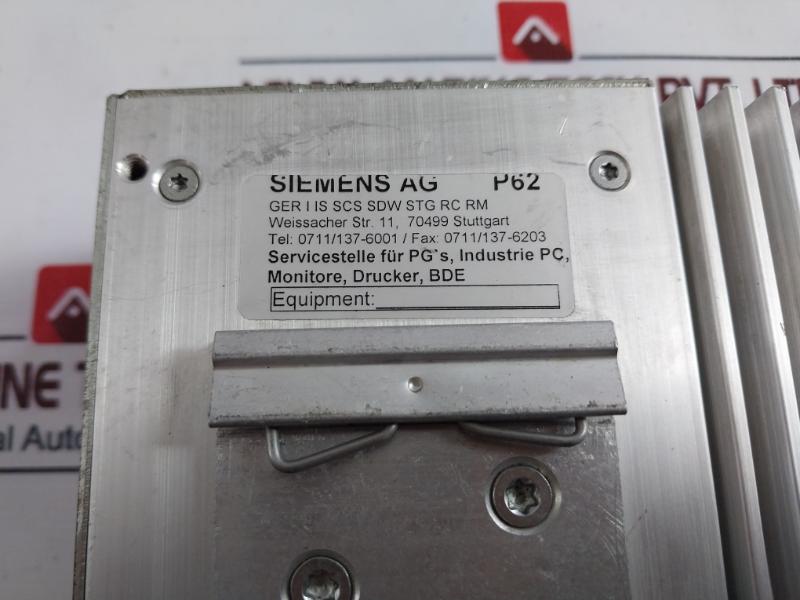 SIEMENS AG P62
GER I IS SCS SDW STG RC RM
Weissacher Str. 11, 70499 Stuttgart
Tel: 0711/137-6001 / Fax: 0711/137-6203
Servicestelle für PG`s, Industrie PC,
Monitore, Drucker, BDE
Equipment: